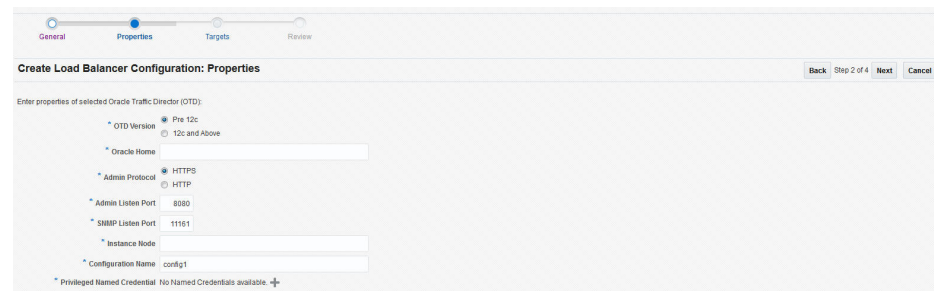 General Properties Targets Review
Create Load Balancer Configuration: Properties Back Step 2 of 4 Next Cancel
Enter properties of selected Oracle Traffic Director (OTD):
* OTD Version Pre 12c
12c and Above
* Oracle Home
* Admin Protocol HTTPS
HTTP
* Admin Listen Port 8080
* SNMP Listen Port 11161
* Instance Node
* Configuration Name config1
* Privileged Named Credential No Named Credentials available.